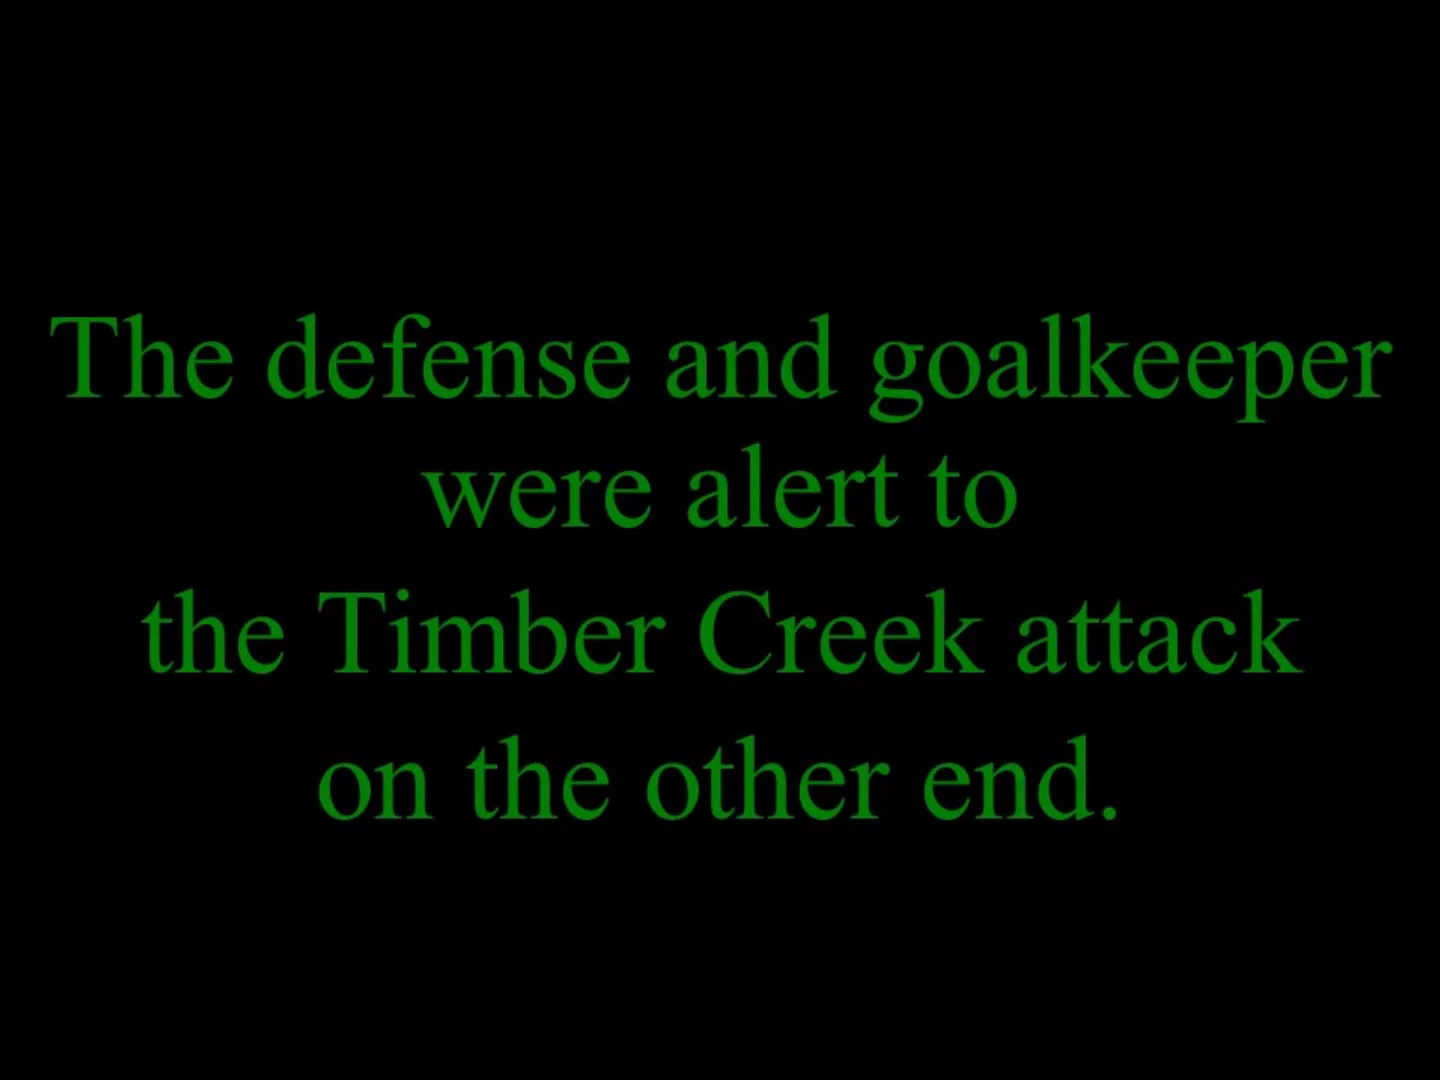 The defense and goalkeeper
were alert to
the Timber Creek attack
on the other end.